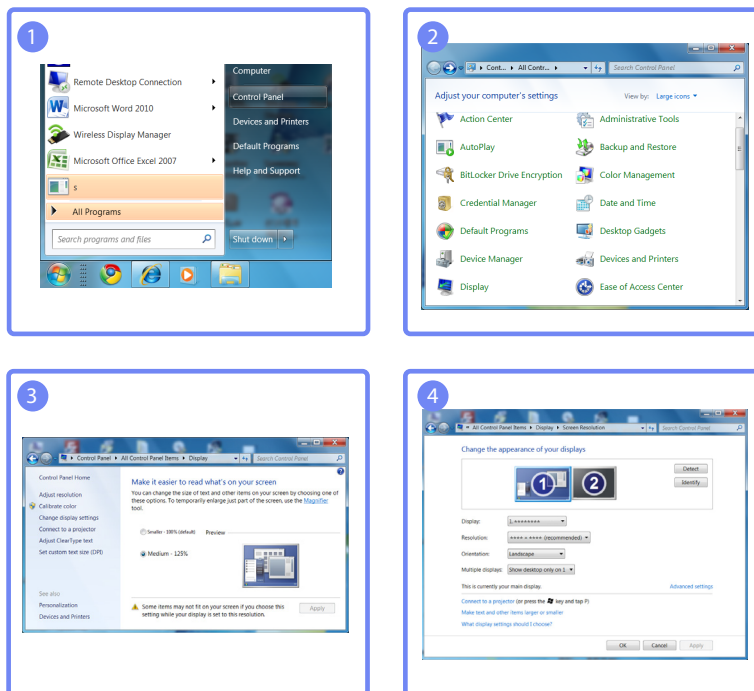 1
Remote Desktop Connection
Microsoft Word 2010
Wireless Display Manager
Microsoft Office Excel 2007
s
All Programs
Search programs and files
Computer
Control Panel
Devices and Printers
Default Programs
Help and Support
Shut down
2
Cont... All Contr...
Search Control Panel
Adjust your computer's settings
View by: Large icons
Action Center
Administrative Tools
AutoPlay
Backup and Restore
BitLocker Drive Encryption
Color Management
Credential Manager
Date and Time
Default Programs
Desktop Gadgets
Device Manager
Devices and Printers
Display
Ease of Access Center
3
Control Panel All Control Panel Items Display
Search Control Panel
Control Panel Home
Adjust resolution
Calibrate color
Change display settings
Connect to a projector
Adjust ClearType text
Set custom text size (DPI)
See also
Personalization
Devices and Printers
Make it easier to read what's on your screen
You can change the size of text and other items on your screen by choosing one of
these options. To temporarily enlarge just part of the screen, use the Magnifier
tool.
Smaller - 100% (default) Preview
Medium - 125%
Some items may not fit on your screen if you choose this
setting while your display is set to this resolution.
Apply
4
All Control Panel Items Display Screen Resolution
Search Control Panel
Change the appearance of your displays
1 2
Detect
Identify
Display: 1.********
Resolution: **** × **** (recommended)
Orientation: Landscape
Multiple displays: Show desktop only on 1
This is currently your main display.
Advanced settings
Connect to a projector (or press the key and tap P)
Make text and other items larger or smaller
What display settings should I choose?
OK Cancel Apply